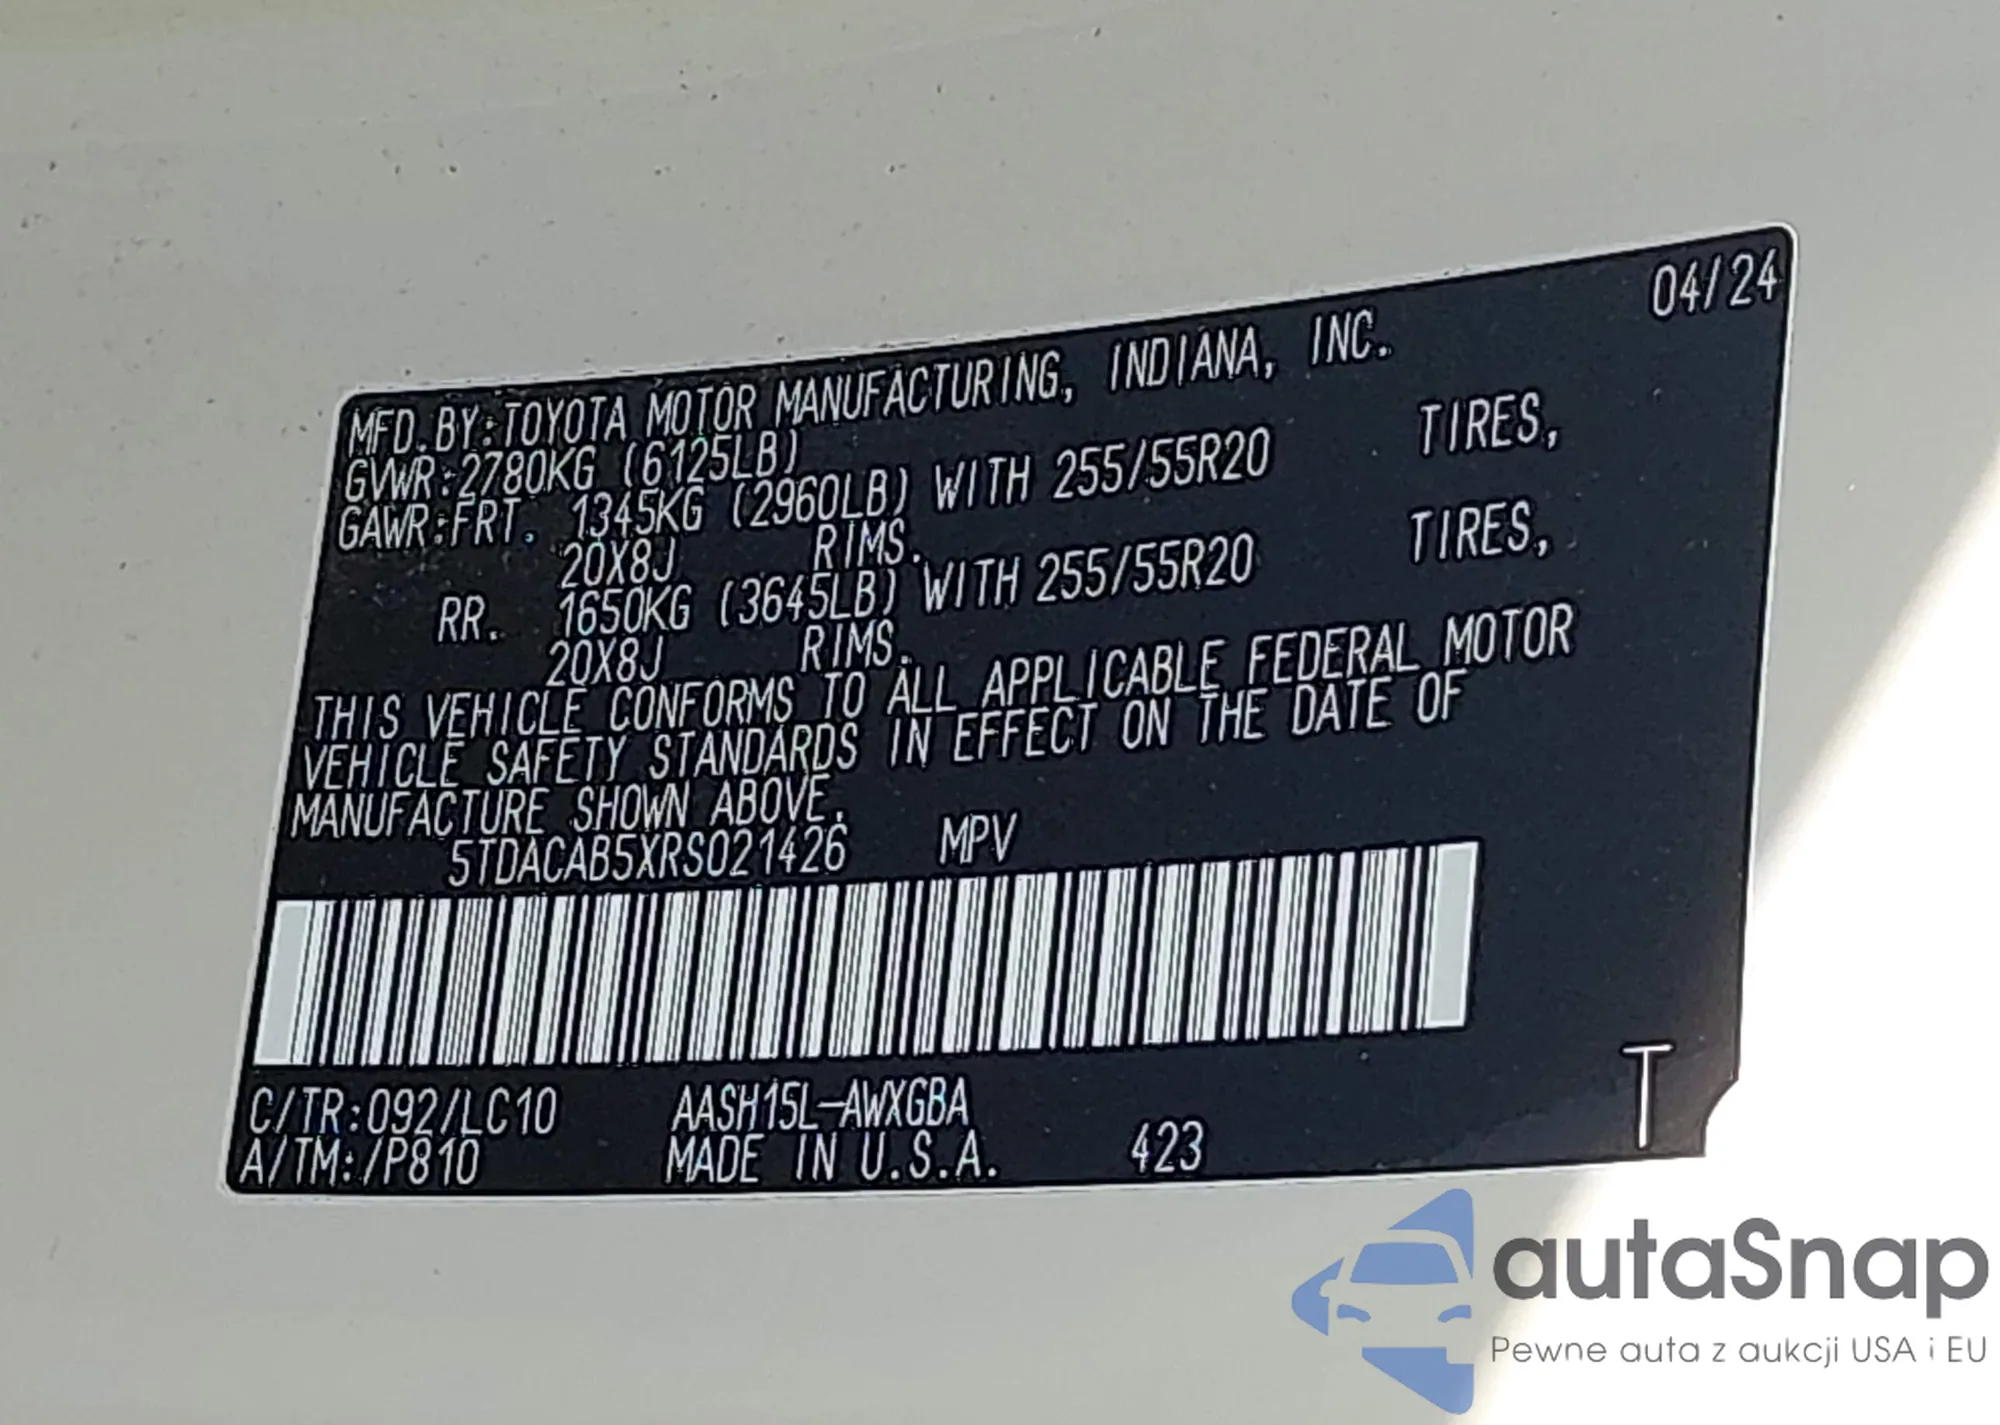 04/24
MFD.BY:TOYOTA MOTOR MANUFACTURING, INDIANA, INC.
GVWR:2780KG (6125LB)
GAWR:FRT. 1345KG (2960LB) WITH 255/55R20 TIRES,
20X8J RIMS.
RR. 1650KG (3645LB) WITH 255/55R20 TIRES,
20X8J RIMS.
THIS VEHICLE CONFORMS TO ALL APPLICABLE FEDERAL MOTOR
VEHICLE SAFETY STANDARDS IN EFFECT ON THE DATE OF
MANUFACTURE SHOWN ABOVE.
5TDACAB5XRS021426 MPV
C/TR:092/LC10 AASH15L-AWXGBA
A/TM:/P810 MADE IN U.S.A. 423 T
autaSnap
Pewne auta z aukcji USA i EU